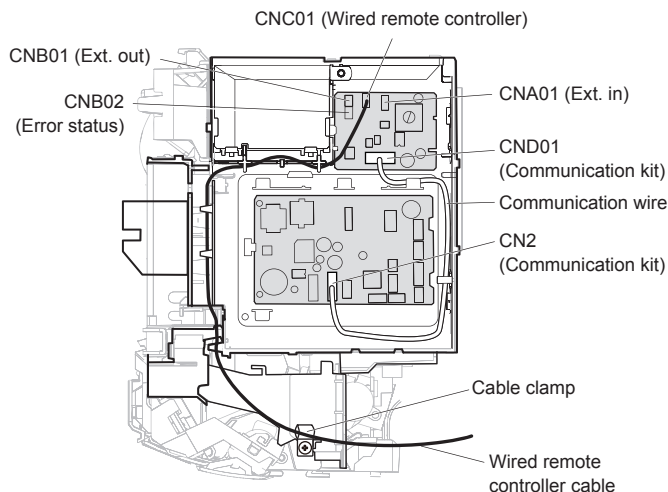 CNC01 (Wired remote controller)
CNB01 (Ext. out)
CNB02
(Error status)
CNA01 (Ext. in)
CND01
(Communication kit)
Communication wire
CN2
(Communication kit)
Cable clamp
Wired remote
controller cable